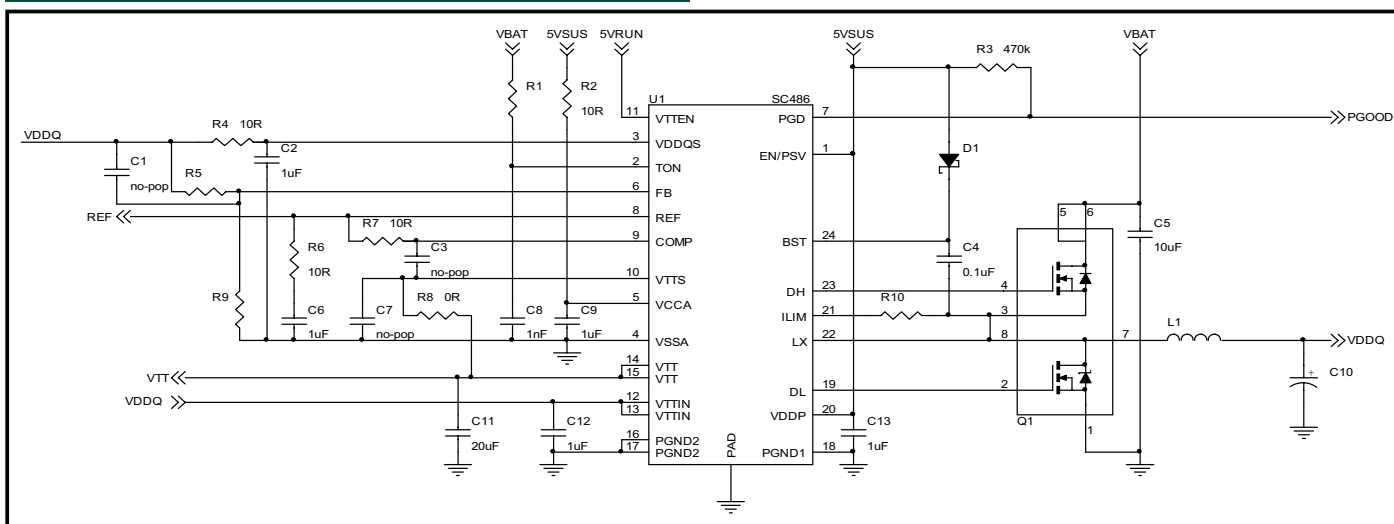 VBAT 5VSUS 5VRUN 5VSUS VBAT
R3 470k
R1 R2 10R
U1 SC486
11 VTTEN PGD 7 PGOOD
VDDQ R4 10R 3 VDDQS
C1 no-pop C2 1uF
EN/PSV 1
2 TON
D1
R5 6 FB
REF 8 REF
R7 10R 9 COMP
BST 24
5 6
C5 10uF
R6 10R
C3 no-pop
C4 0.1uF
10 VTTS
DH 23 4
R9
R8 0R
5 VCCA
ILIM 21 R10 3
C6 1uF
C7 no-pop
C8 1nF
C9 1uF
4 VSSA
LX 22 8 7 L1 VDDQ
14 VTT
VTT 15 VTT
C10 +
DL 19 2
VDDQ 12 VTTIN
13 VTTIN
VDDP 20
Q1 1
C11 20uF
C12 1uF
C13 1uF
16 PGND2
17 PGND2
PAD
PGND1 18